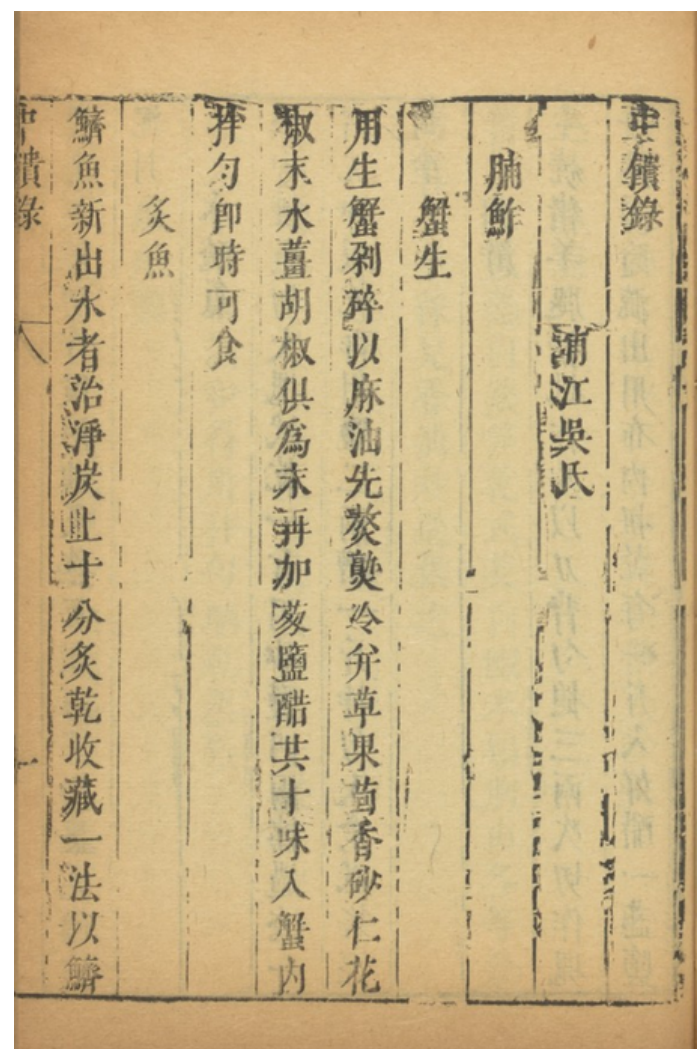 中饋錄
浦江吳氏
脯鮓
蟹生
用生蟹剁碎以麻油先熬熟冷并草果茴香砂仁花
椒末水薑胡椒俱為末再加蔥鹽醋共十味入蟹內
拌勻即時可食
炙魚
鱭魚新出水者治淨炭上十分炙乾收藏一法以鱭
中饋錄
一